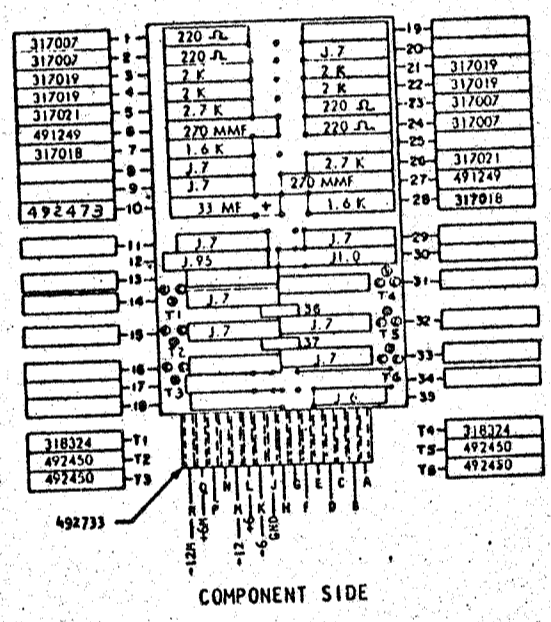 317007 1 220 Ω 19
317007 2 220 Ω J.7 20
317019 3 2 K 2 K 21 317019
317019 4 2 K 2 K 22 317019
317021 5 2.7 K 220 Ω 23 317007
491249 6 270 MMF 220 Ω 24 317007
317018 7 1.6 K 25
8 J.7 2.7 K 26 317021
9 J.7 270 MMF 27 491249
492473 10 33 MF + 1.6 K 28 317018
11 J.7 J.7 29
12 J.95 J1.0 30
13 31
14 J.7 T4
T1 36
15 J.7 J.7 T5 32
T2 37
16 J.7 33
17 T3 T6 34
18 35
318324 T1 T4 318324
492450 T2 T5 492450
492450 T3 T6 492450
492733
R Q P N M L K J H G F E D C B A
+12M +6M +12 +6 +6 GND
COMPONENT SIDE